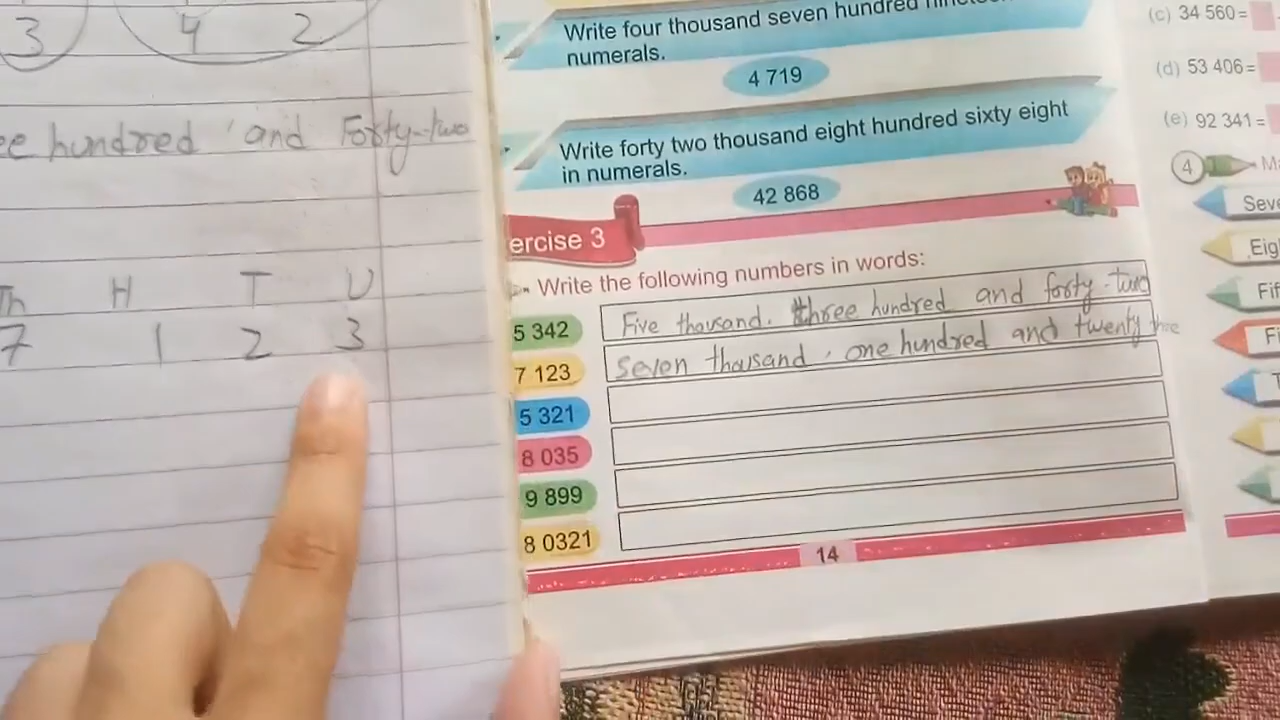 3 4 2
ee hundred and Forty-two
Th H T U
7 1 2 3
Write four thousand seven hundred nineteen
numerals.
4 719
Write forty two thousand eight hundred sixty eight
in numerals.
42 868
ercise 3
Write the following numbers in words:
5 342 Five thousand. three hundred and forty-two
7 123 seven thousand, one hundred and twenty three
5 321
8 035
9 899
8 0321
14
(c) 34 560=
(d) 53 406=
(e) 92 341=
4
Seve
Eig
Fif
Fi
T